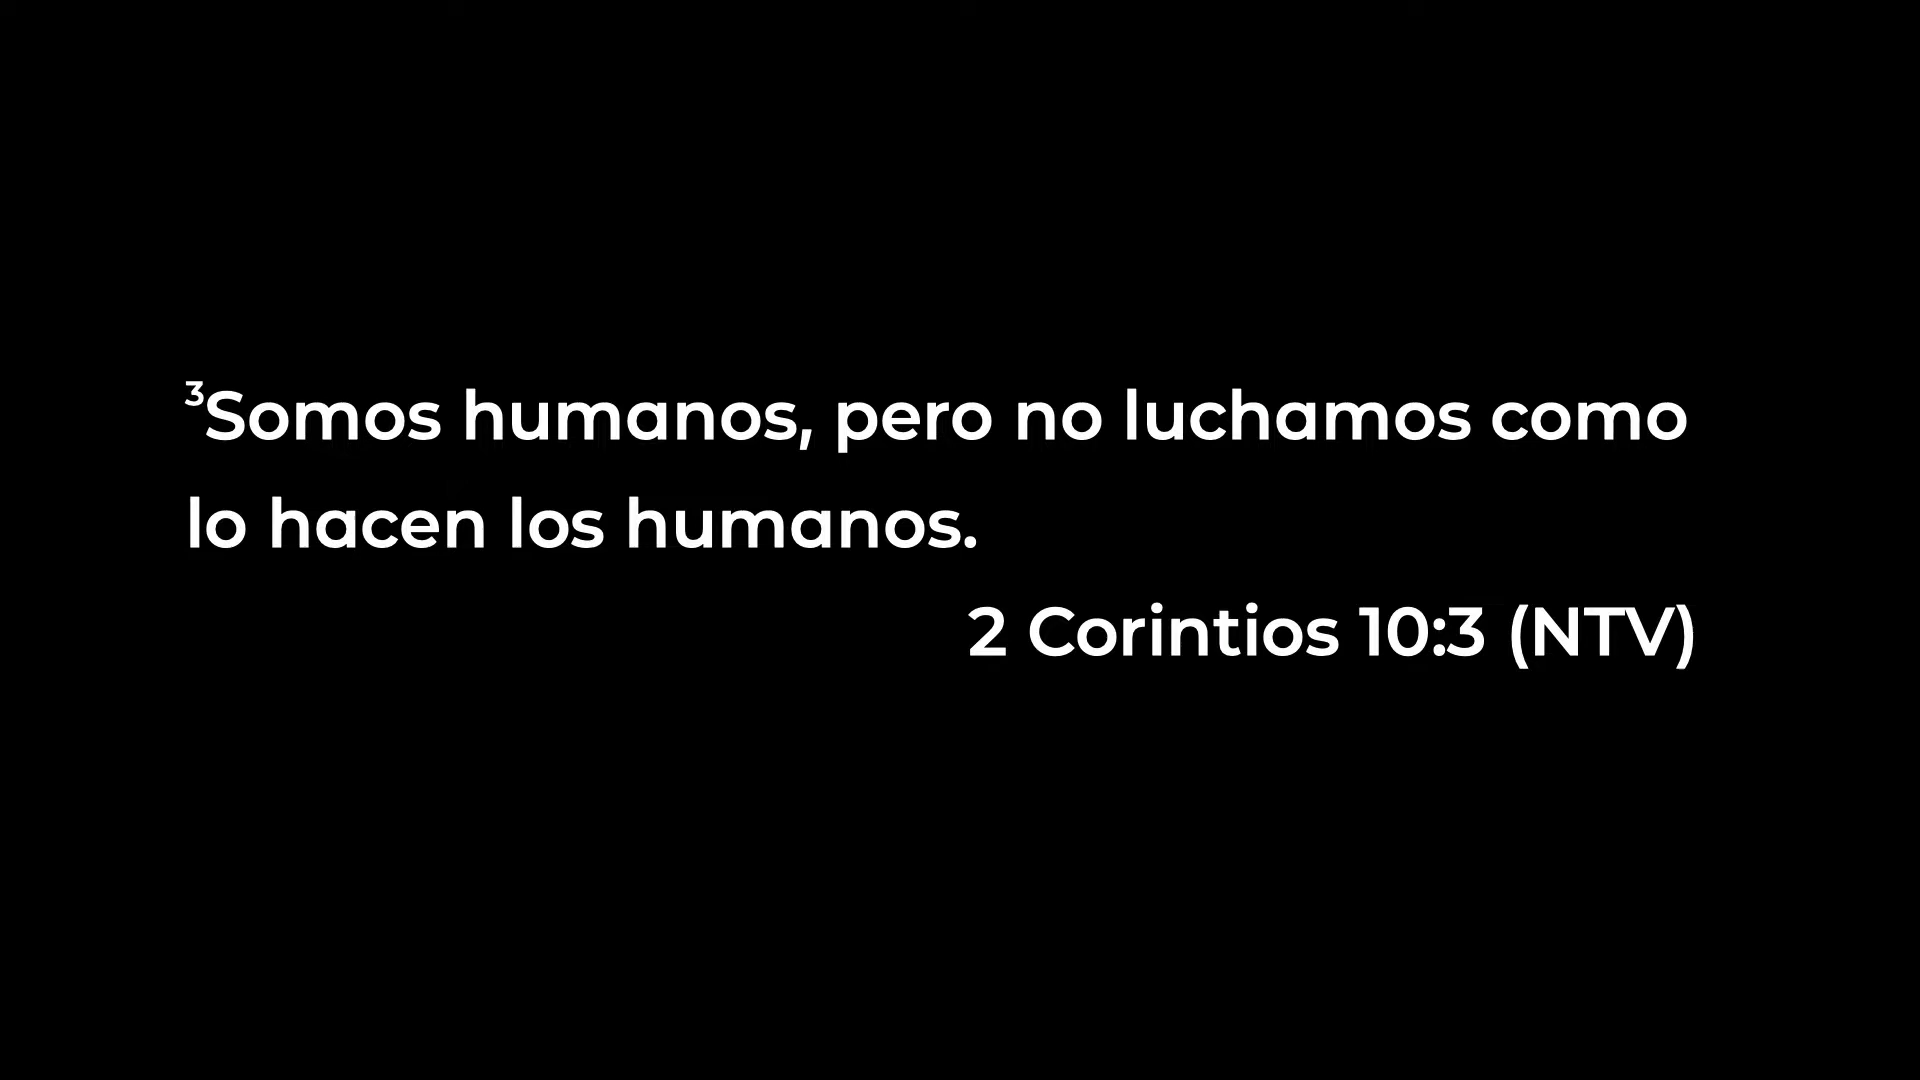 ³Somos humanos, pero no luchamos como
lo hacen los humanos.
2 Corintios 10:3 (NTV)